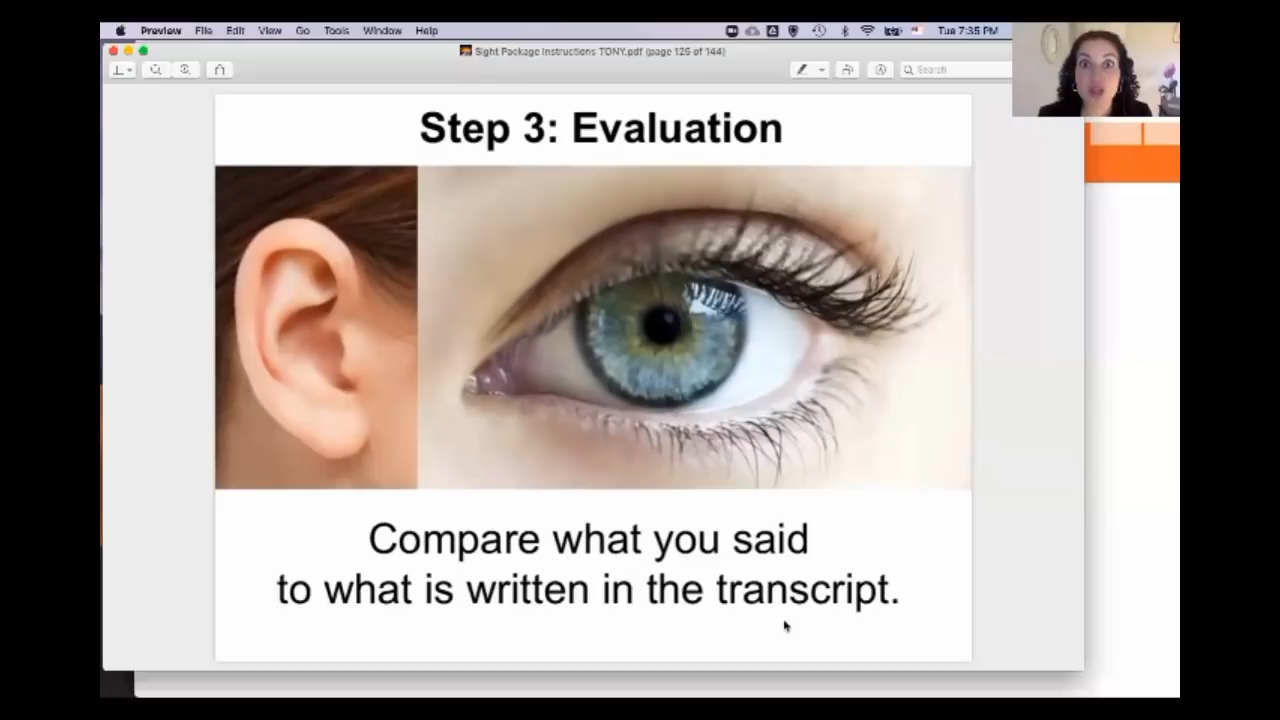 Preview File Edit View Go Tools Window Help Tue 7:35 PM
Sight Package Instructions TONY.pdf (page 125 of 144)
Search
Step 3: Evaluation
Compare what you said
to what is written in the transcript.